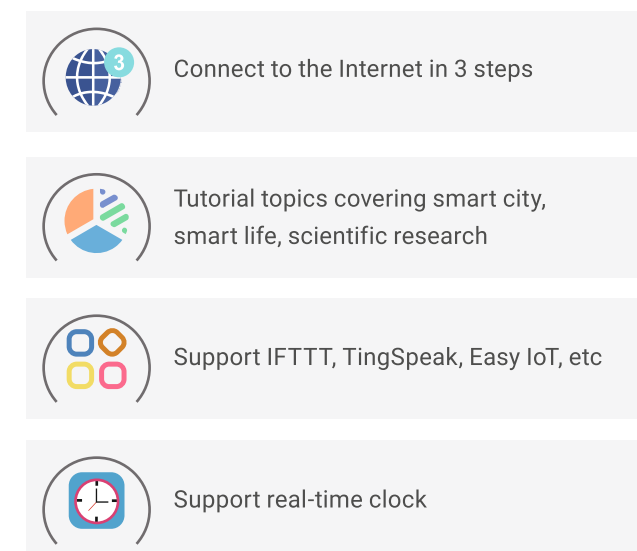 3
Connect to the Internet in 3 steps
Tutorial topics covering smart city,
smart life, scientific research
Support IFTTT, TingSpeak, Easy IoT, etc
Support real-time clock